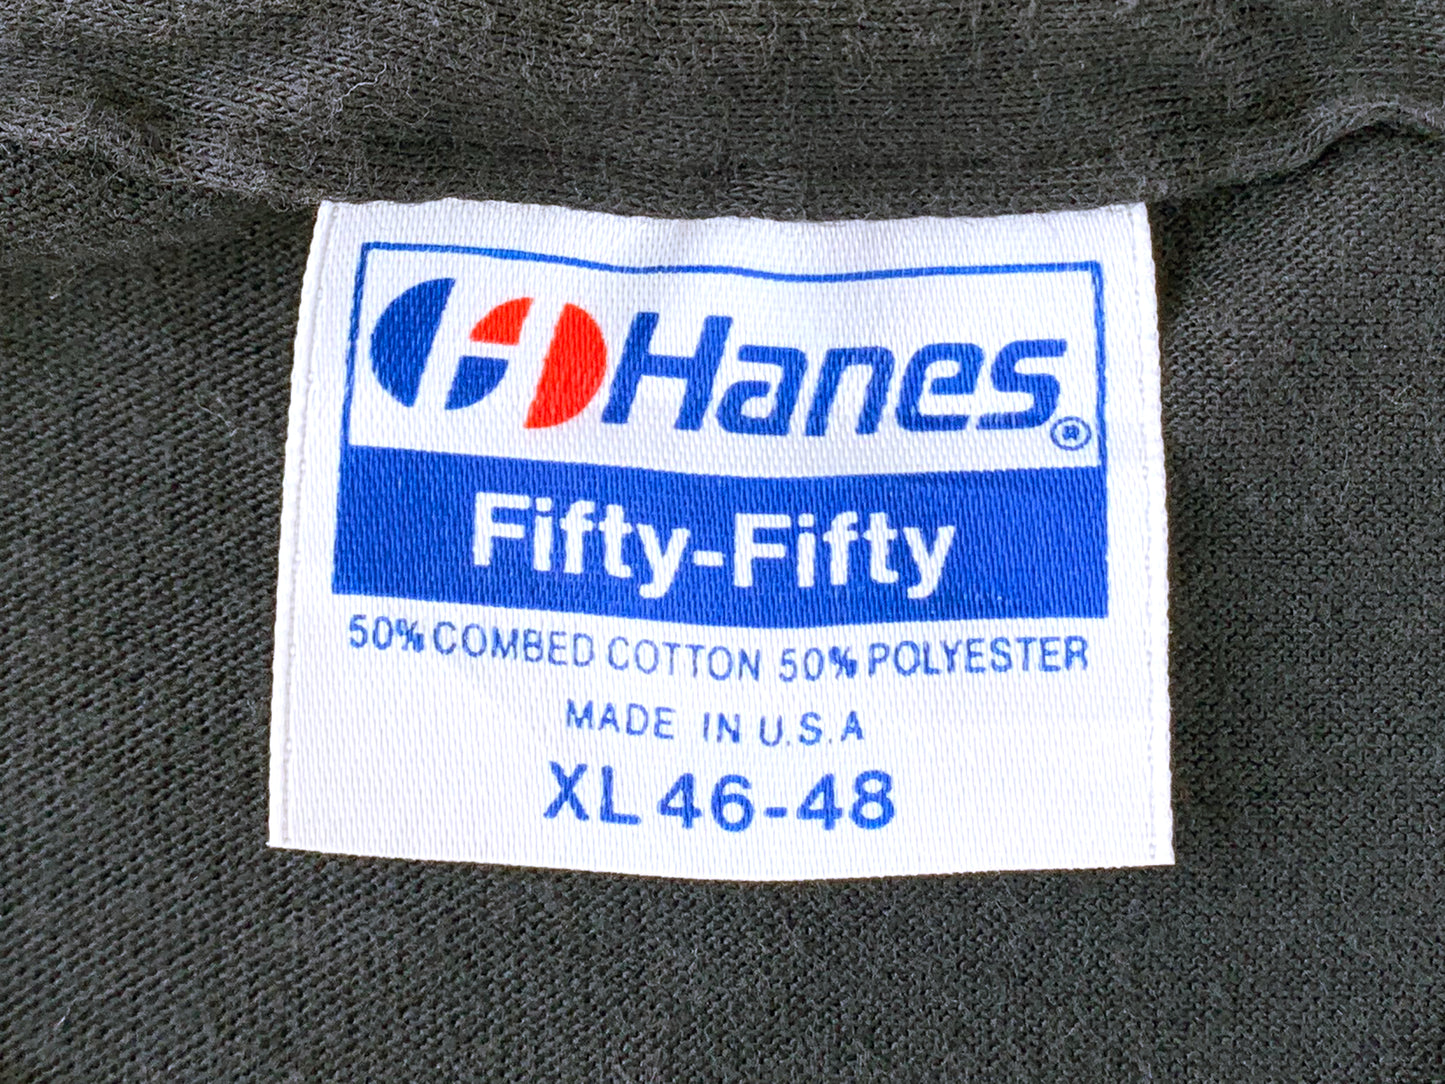 Hanes®
Fifty-Fifty
50% COMBED COTTON 50% POLYESTER
MADE IN U.S.A
XL 46-48